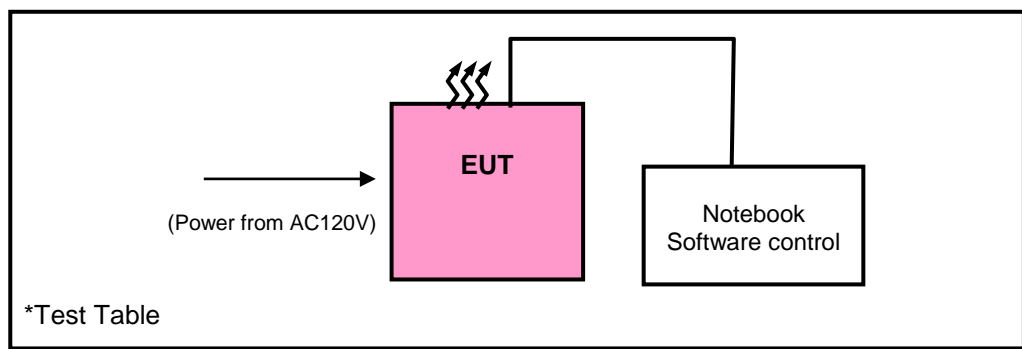 EUT
(Power from AC120V)
Notebook
Software control
*Test Table